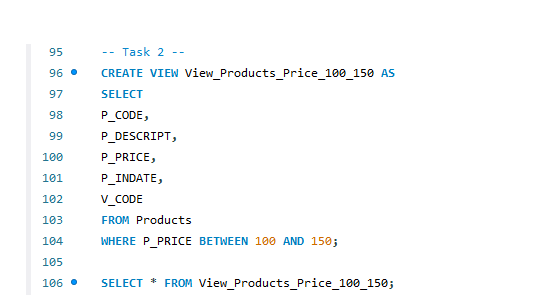 95 -- Task 2 --
96 CREATE VIEW View_Products_Price_100_150 AS
97 SELECT
98 P_CODE,
99 P_DESCRIPT,
100 P_PRICE,
101 P_INDATE,
102 V_CODE
103 FROM Products
104 WHERE P_PRICE BETWEEN 100 AND 150;
105
106 SELECT * FROM View_Products_Price_100_150;